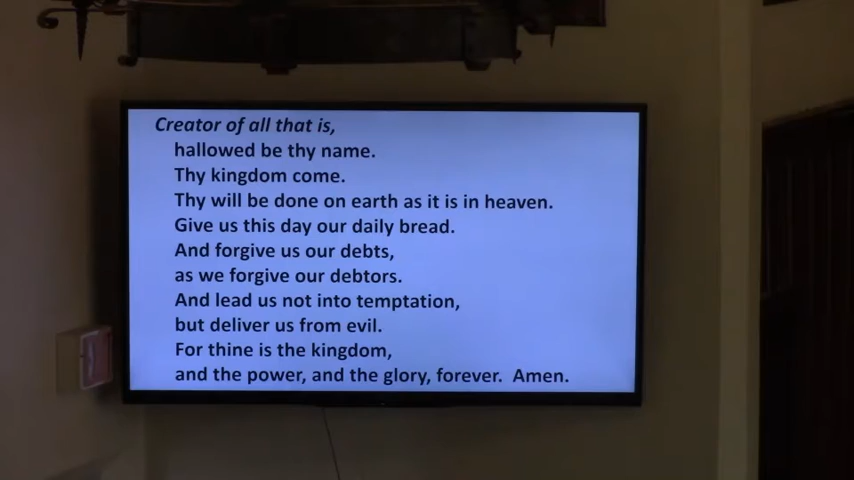 Creator of all that is,
hallowed be thy name.
Thy kingdom come.
Thy will be done on earth as it is in heaven.
Give us this day our daily bread.
And forgive us our debts,
as we forgive our debtors.
And lead us not into temptation,
but deliver us from evil.
For thine is the kingdom,
and the power, and the glory, forever. Amen.